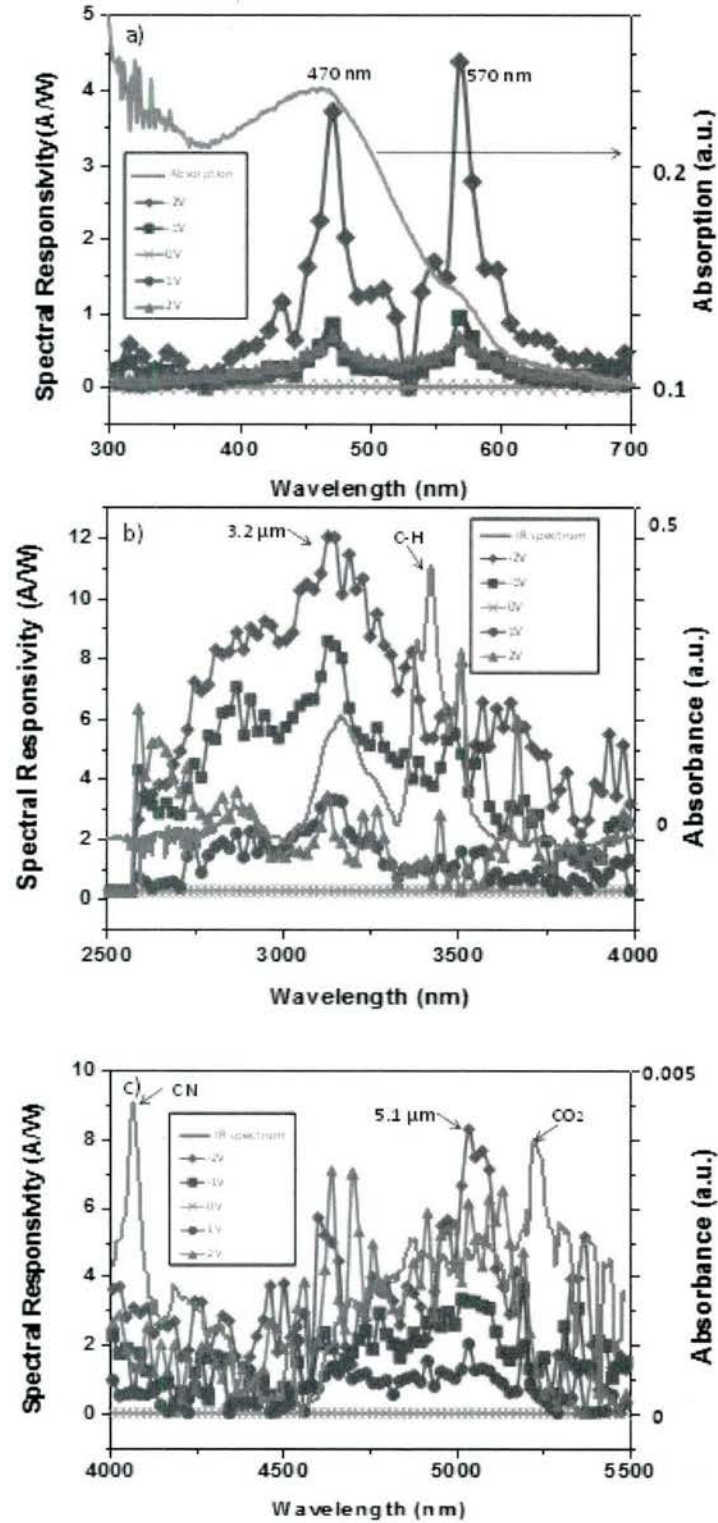 a)
470 nm
570 nm
Absorption
-2V
-1V
0V
1V
2V
5
4
3
2
1
0
0.2
0.1
300
400
500
600
700
Spectral Responsivity(A/W)
Absorption (a.u.)
Wavelength (nm)
b)
3.2 µm
C-H
IR spectrum
-2V
-1V
0V
1V
2V
12
10
8
6
4
2
0
0.5
0
2500
3000
3500
4000
Spectral Responsivity (A/W)
Absorbance (a.u.)
Wavelength (nm)
c)
CN
5.1 µm
CO2
IR spectrum
-2V
-1V
0V
1V
2V
10
8
6
4
2
0
0.005
0
4000
4500
5000
5500
Spectral Responsivity (A/W)
Absorbance (a.u.)
Wavelength (nm)